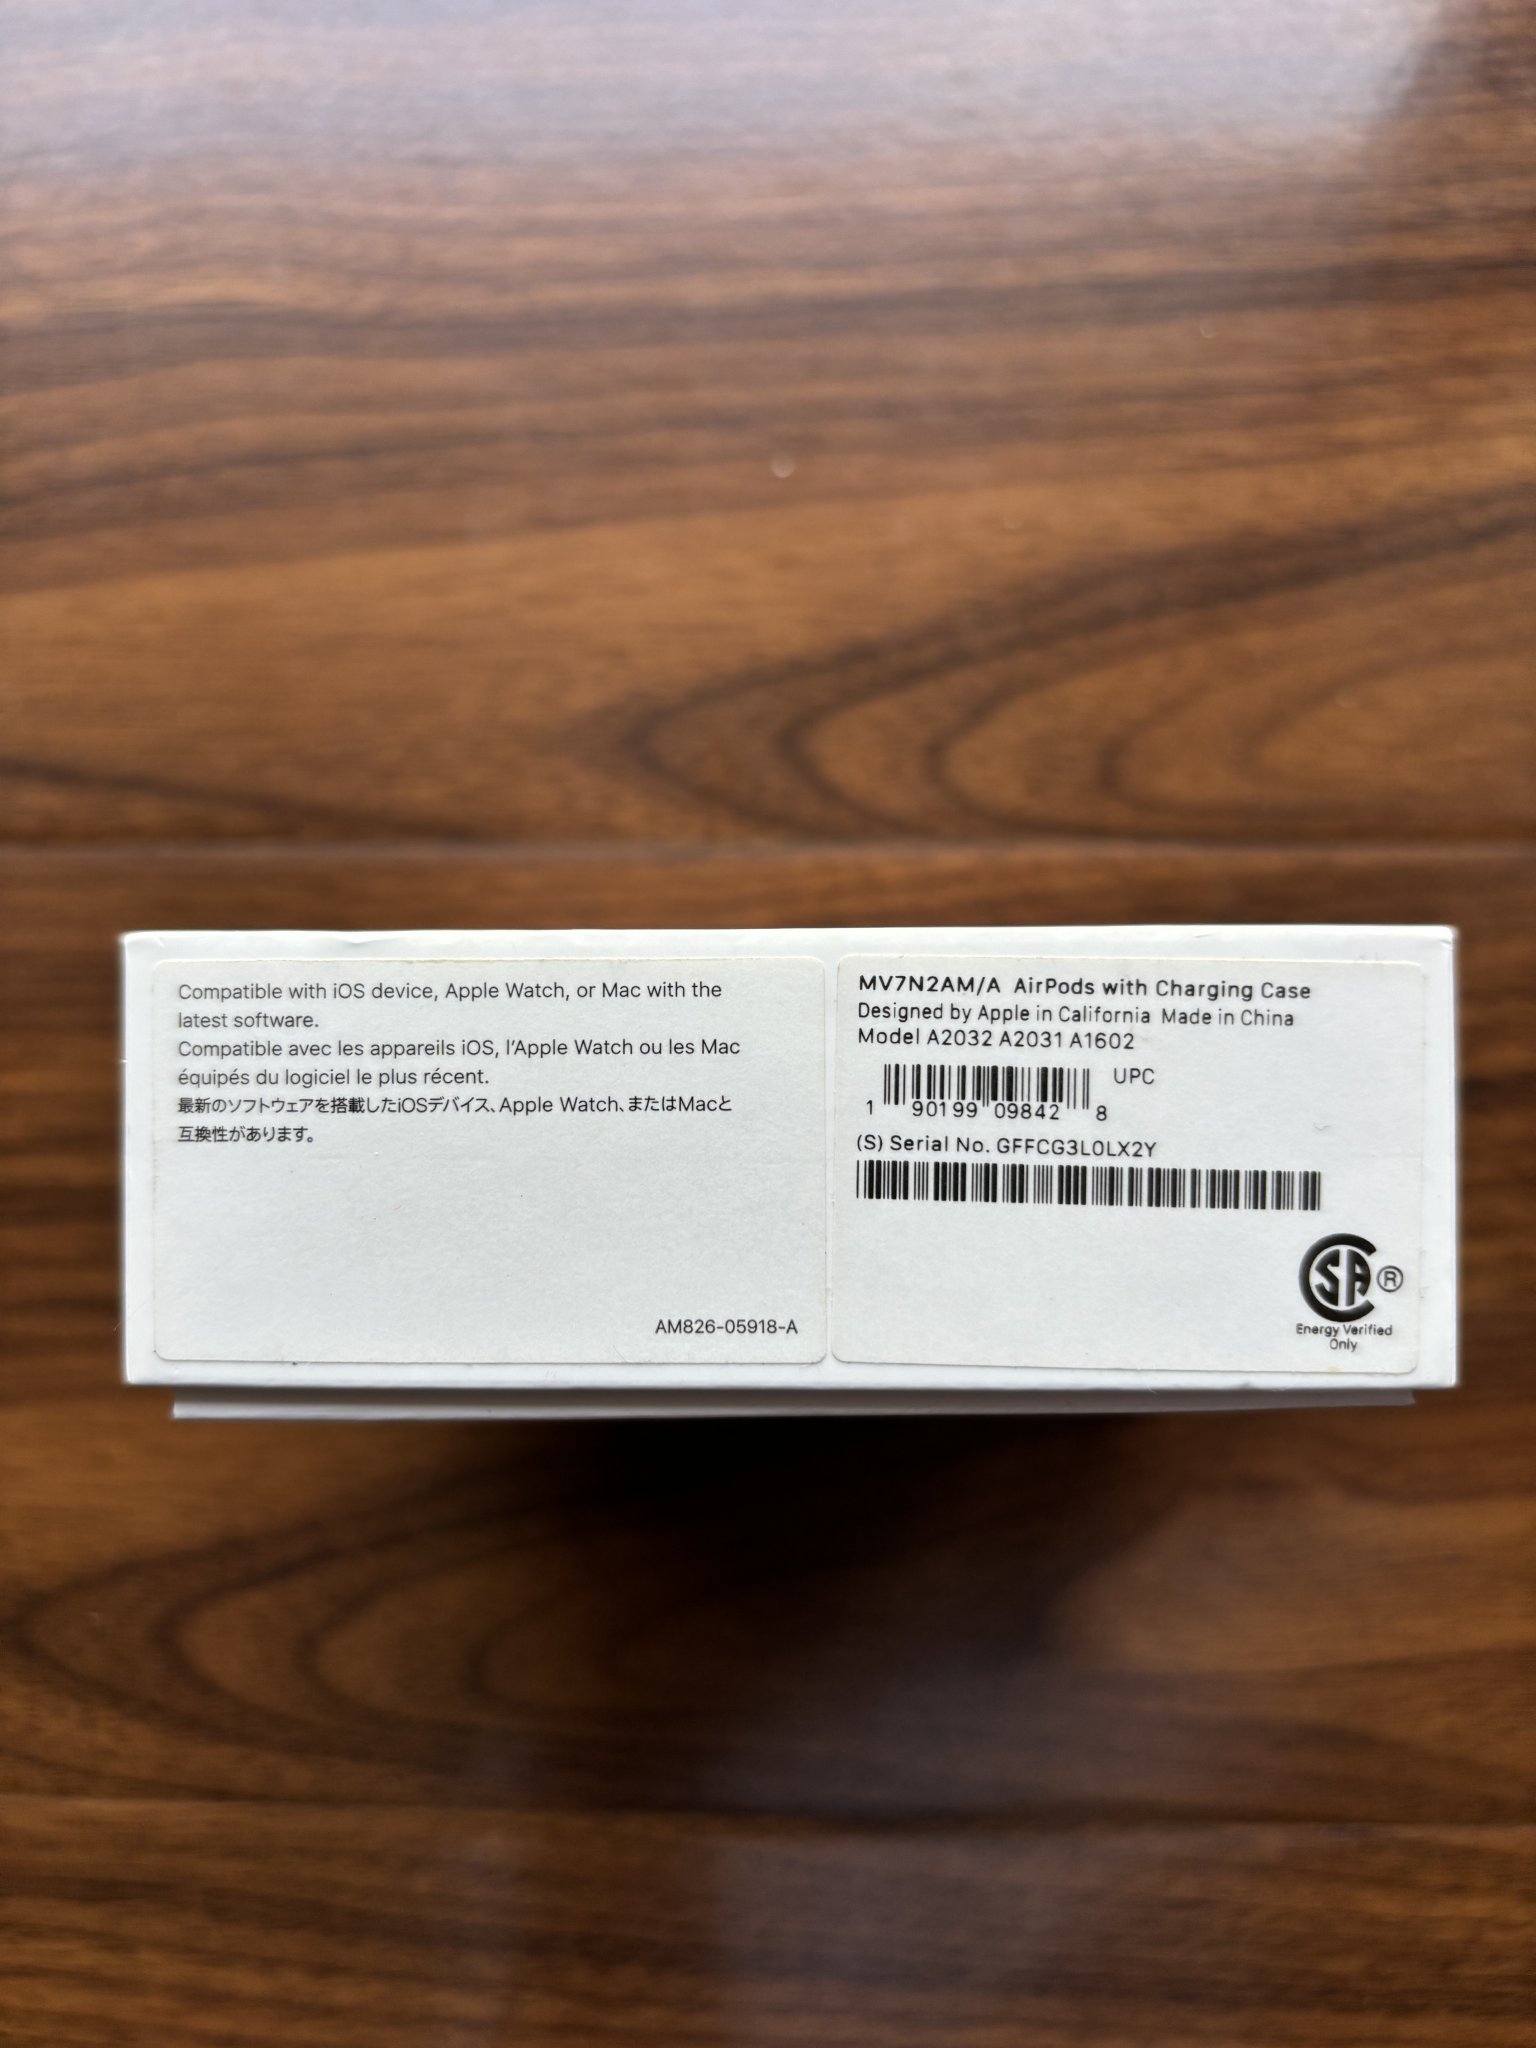 Compatible with iOS device, Apple Watch, or Mac with the
latest software.
Compatible avec les appareils iOS, l'Apple Watch ou les Mac
équipés du logiciel le plus récent.
最新のソフトウェアを搭載したiOSデバイス、Apple Watch、またはMacと
互換性があります。
AM826-05918-A
MV7N2AM/A AirPods with Charging Case
Designed by Apple in California Made in China
Model A2032 A2031 A1602
UPC
1 90199 09842 8
(S) Serial No. GFFCG3L0LX2Y
CSA ®
Energy Verified
Only